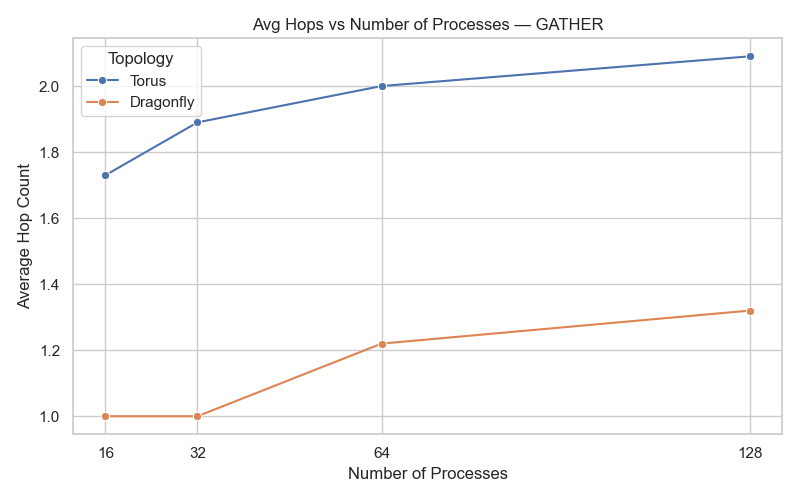 Avg Hops vs Number of Processes — GATHER
Topology
Torus
Dragonfly
Average Hop Count
2.0
1.8
1.6
1.4
1.2
1.0
16 32 64 128
Number of Processes